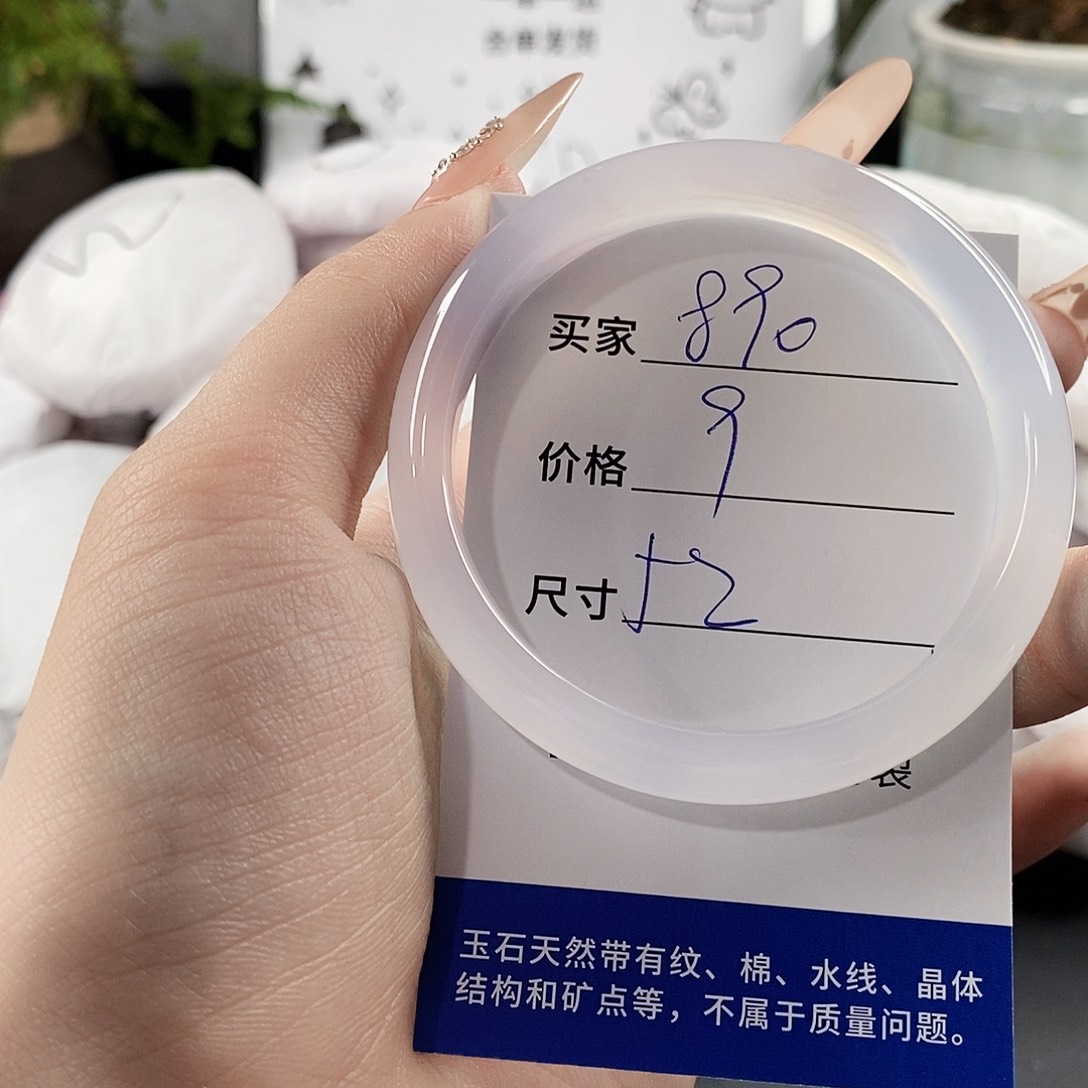 买家 890
价格 9
尺寸 52
裂
玉石天然带有纹、棉、水线、晶体
结构和矿点等，不属于质量问题。